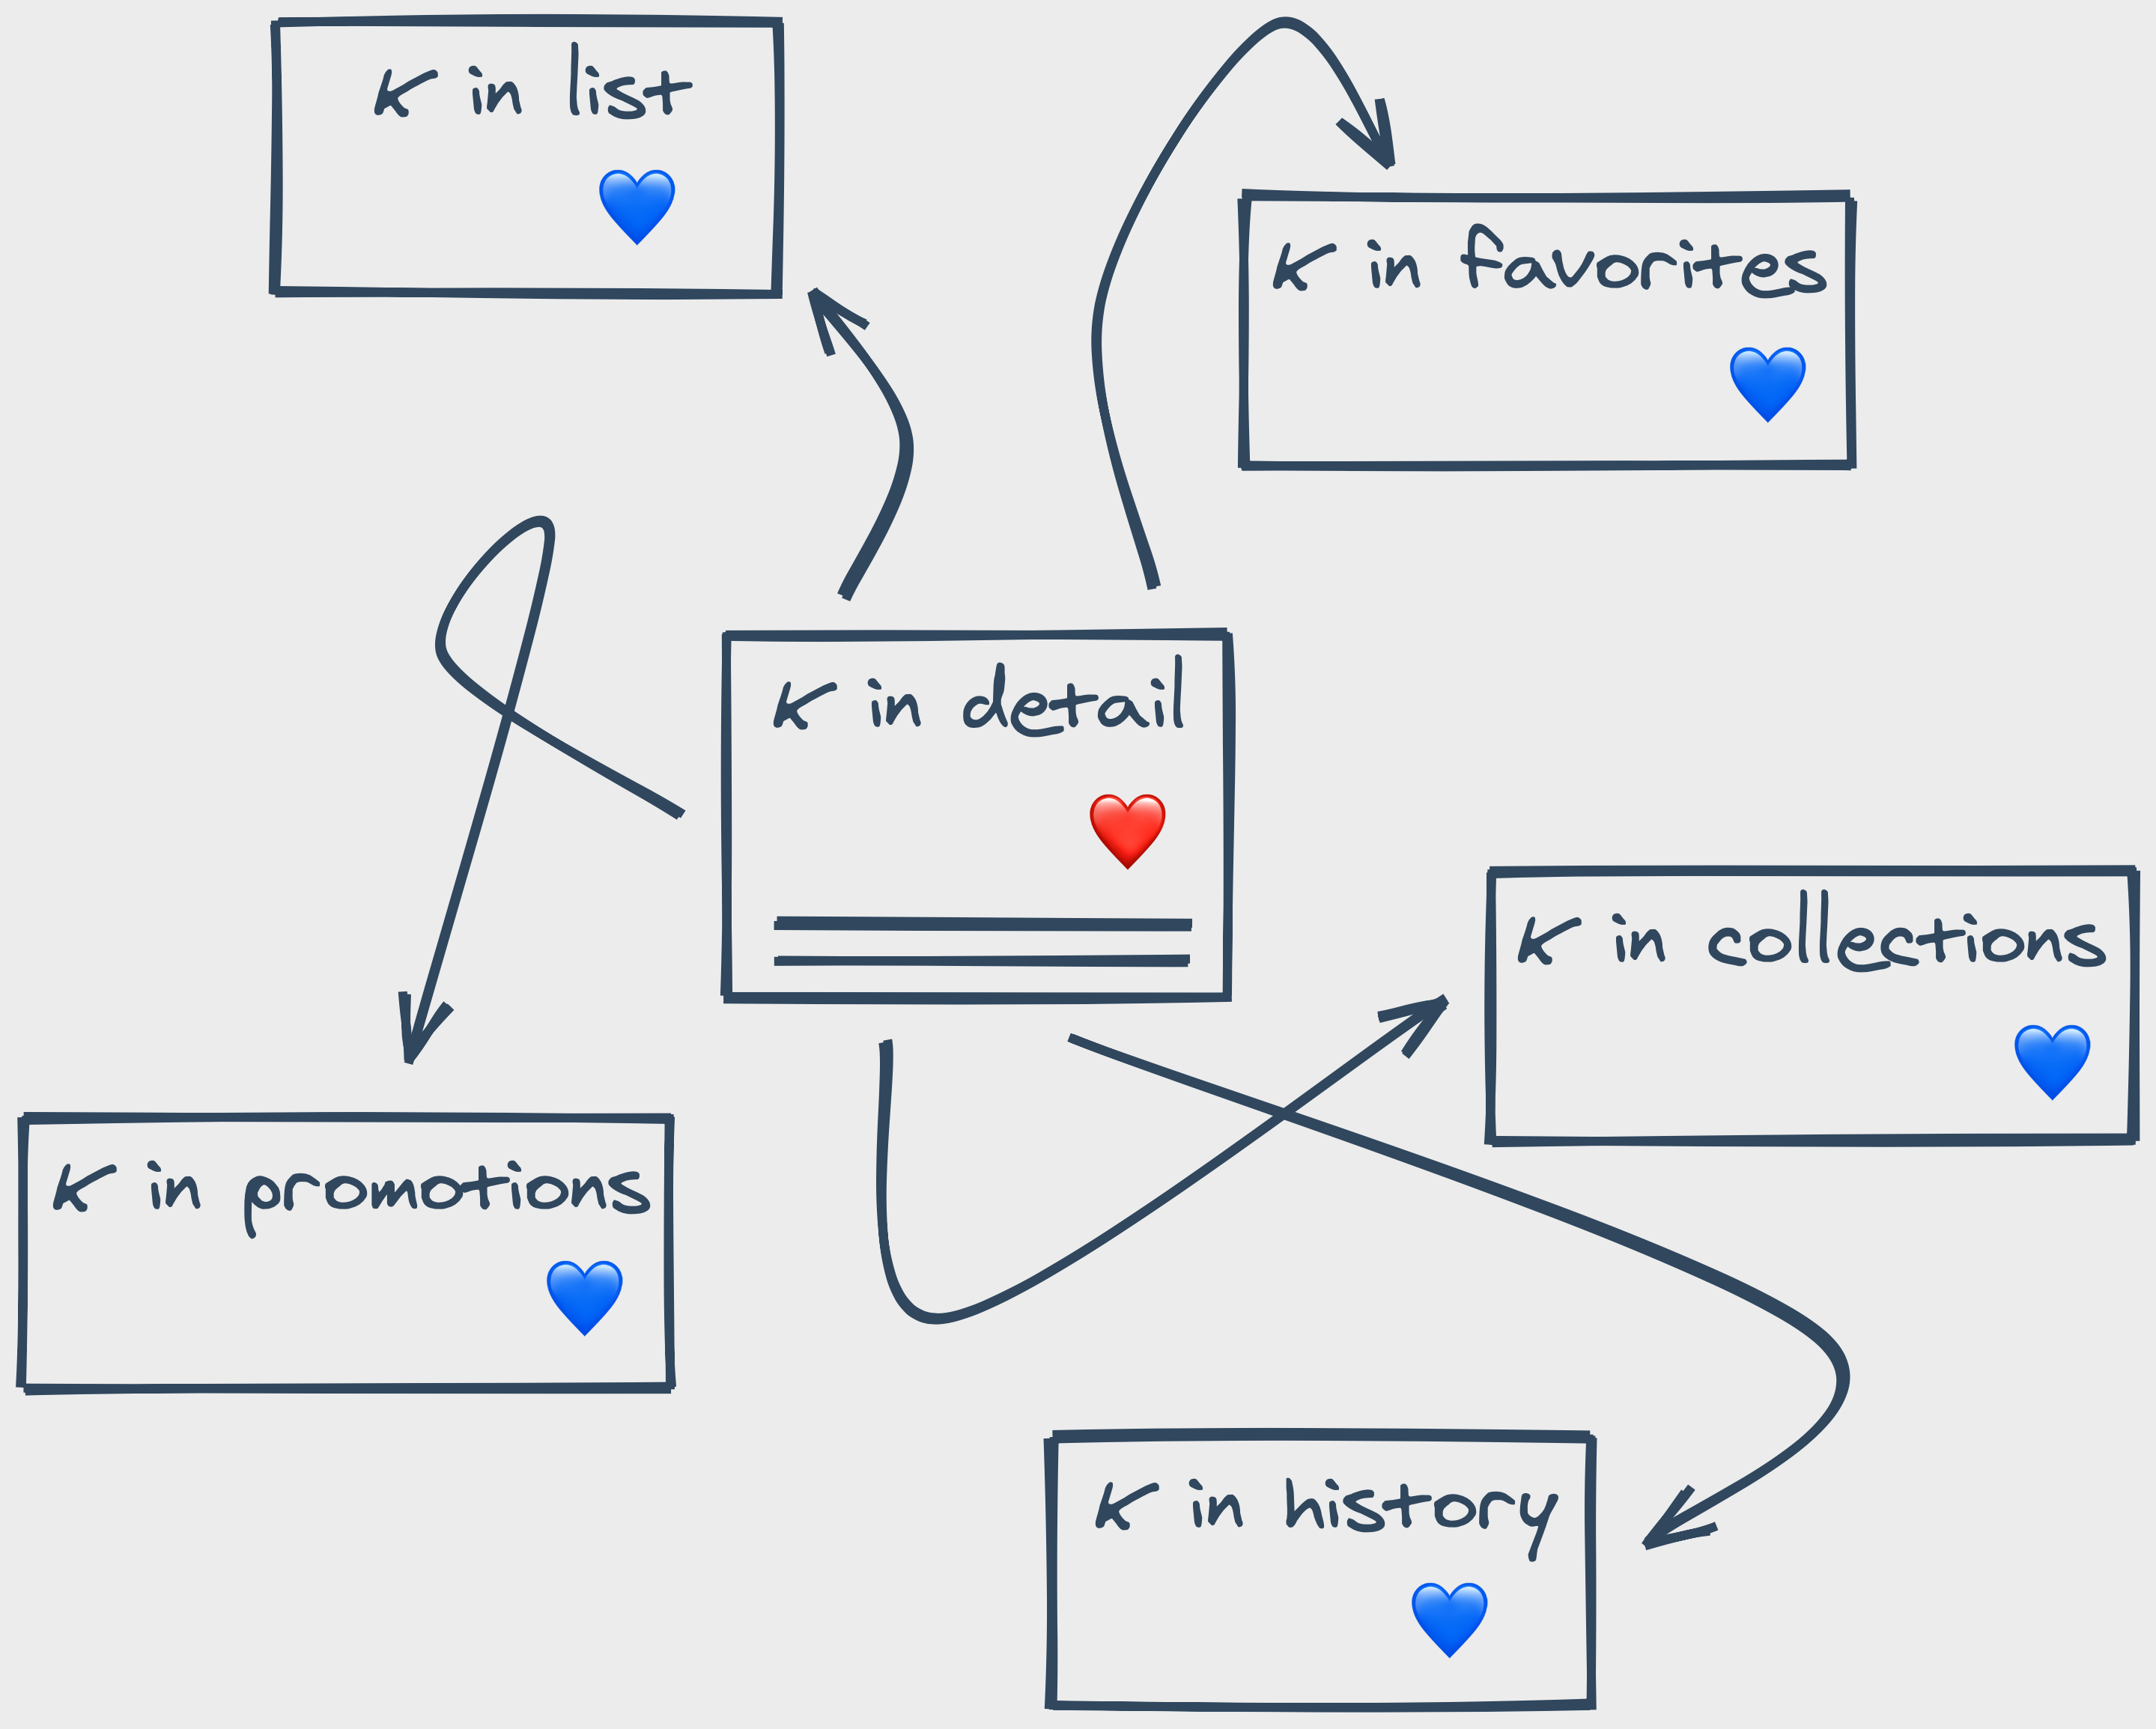 K in list
K in favorites
K in detail
K in collections
K in promotions
K in history